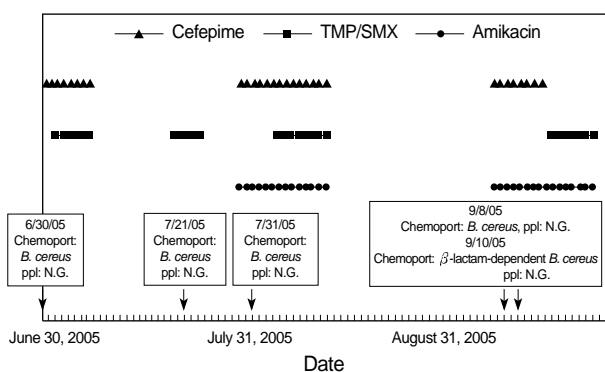 Cefepime TMP/SMX Amikacin
6/30/05
Chemoport:
B. cereus
ppl: N.G.
7/21/05
Chemoport:
B. cereus
ppl: N.G.
7/31/05
Chemoport:
B. cereus
ppl: N.G.
9/8/05
Chemoport: B. cereus, ppl: N.G.
9/10/05
Chemoport: β-lactam-dependent B. cereus
ppl: N.G.
June 30, 2005 July 31, 2005 August 31, 2005
Date